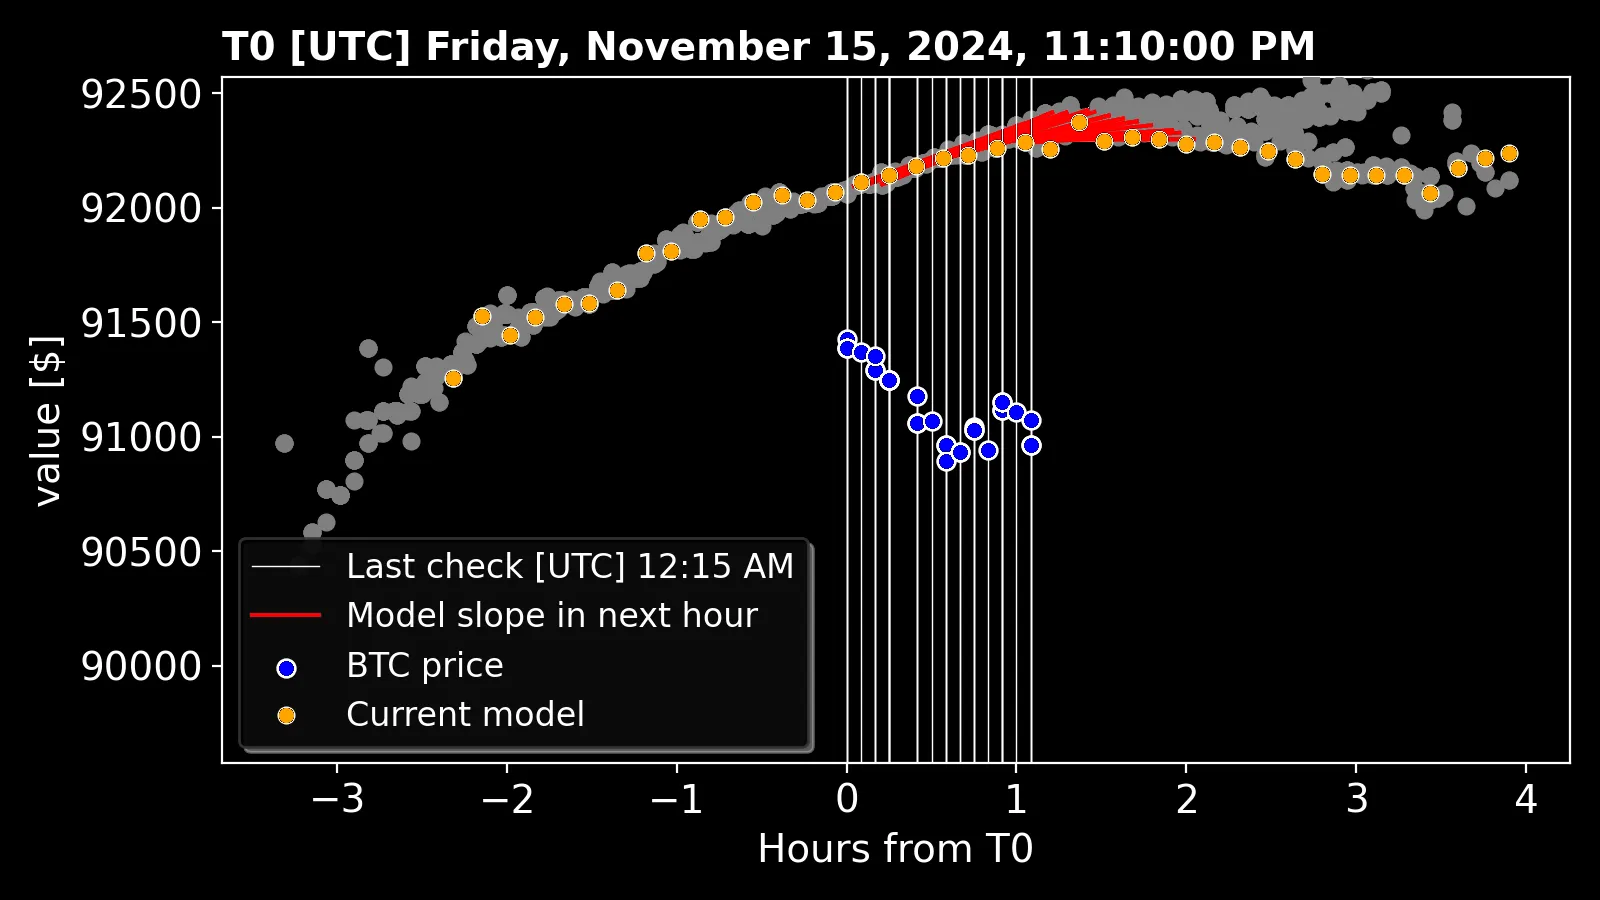 T0 [UTC] Friday, November 15, 2024, 11:10:00 PM
92500
92000
91500
91000
90500
90000
value [$]
Last check [UTC] 12:15 AM
Model slope in next hour
BTC price
Current model
−3 −2 −1 0 1 2 3 4
Hours from T0